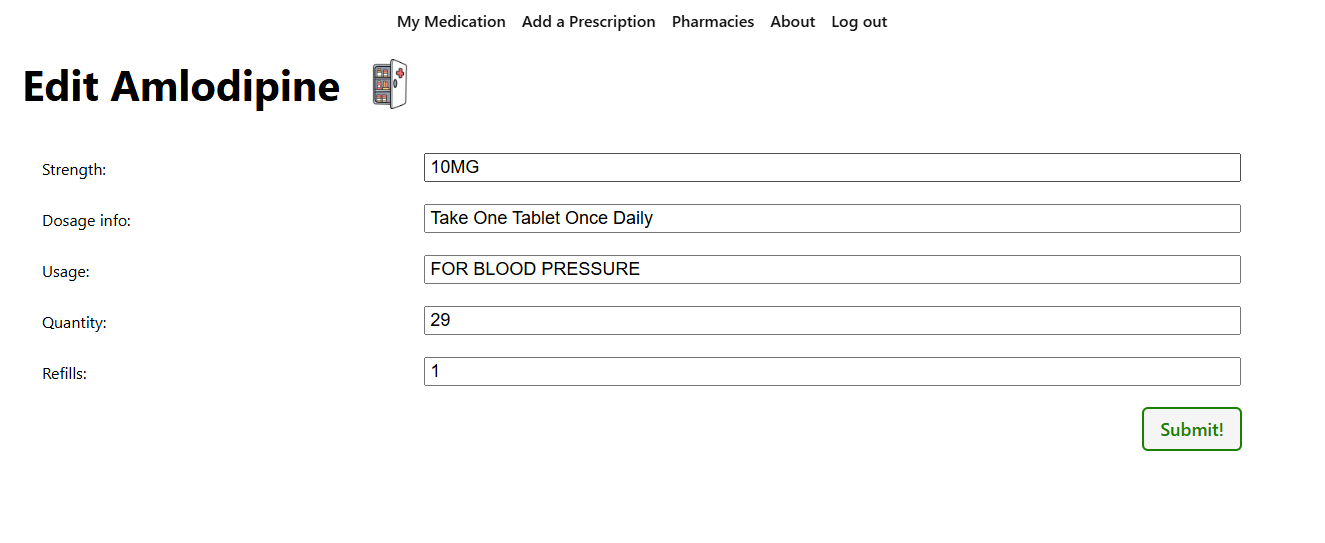 My Medication Add a Prescription Pharmacies About Log out
Edit Amlodipine
Strength: 10MG
Dosage info: Take One Tablet Once Daily
Usage: FOR BLOOD PRESSURE
Quantity: 29
Refills: 1
Submit!